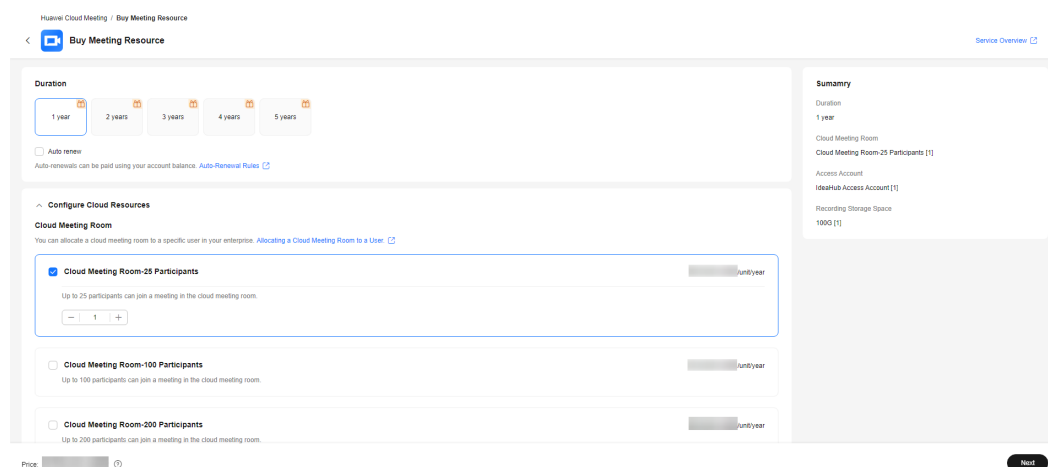 Huawei Cloud Meeting / Buy Meeting Resource
Buy Meeting Resource
Service Overview
Duration
1 year
2 years
3 years
4 years
5 years
Auto renew
Auto-renewals can be paid using your account balance. Auto-Renewal Rules
Configure Cloud Resources
Cloud Meeting Room
You can allocate a cloud meeting room to a specific user in your enterprise. Allocating a Cloud Meeting Room to a User.
Cloud Meeting Room-25 Participants
/unit/year
Up to 25 participants can join a meeting in the cloud meeting room.
1
Cloud Meeting Room-100 Participants
/unit/year
Up to 100 participants can join a meeting in the cloud meeting room.
Cloud Meeting Room-200 Participants
/unit/year
Up to 200 participants can join a meeting in the cloud meeting room.
Sumamry
Duration
1 year
Cloud Meeting Room
Cloud Meeting Room-25 Participants [1]
Access Account
IdeaHub Access Account [1]
Recording Storage Space
100G [1]
Price:
Next